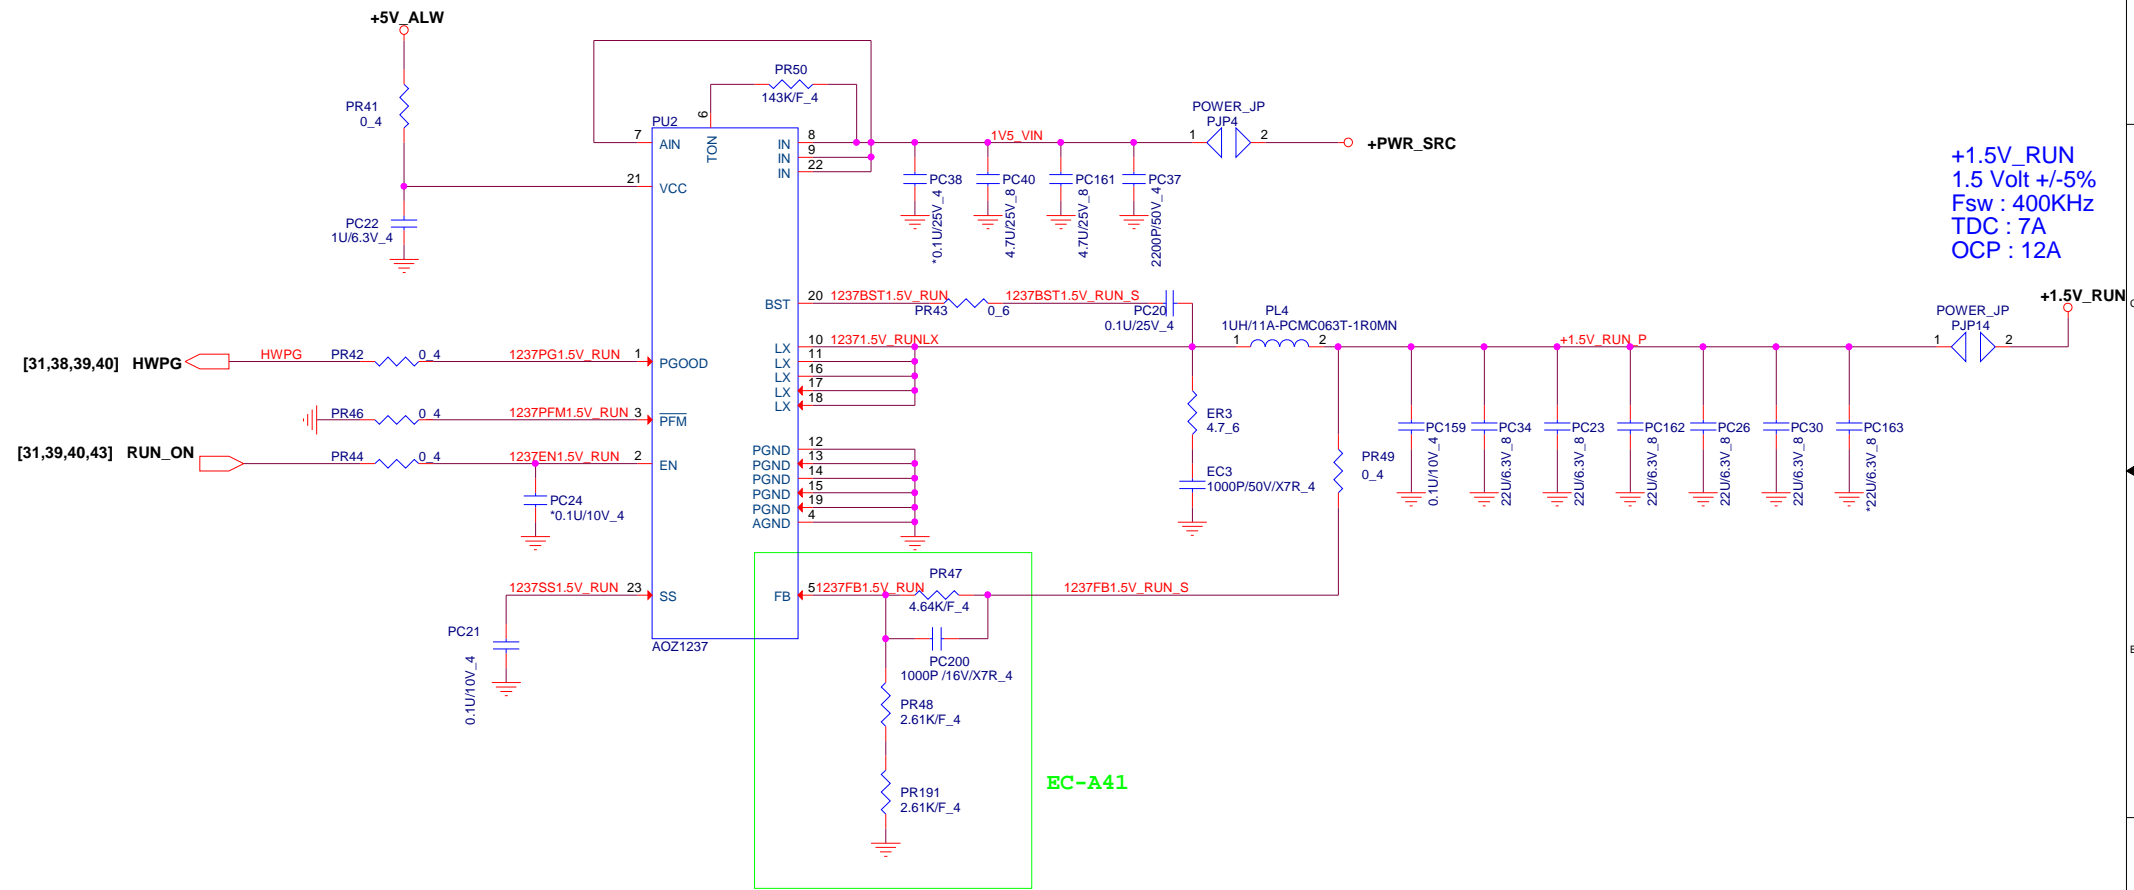 +5V_ALW
PR41
0_4
PC22
1U/6.3V_4
PR50
143K/F_4
PU2
6
TON
7
AIN
21
VCC
8
IN
9
IN
22
IN
1V5_VIN
POWER_JP
PJP4
1
2
+PWR_SRC
PC38
*0.1U/25V_4
PC40
4.7U/25V_8
PC161
4.7U/25V_8
PC37
2200P/50V_4
+1.5V_RUN
1.5 Volt +/-5%
Fsw : 400KHz
TDC : 7A
OCP : 12A
BST
20
1237BST1.5V_RUN
PR43
0_6
1237BST1.5V_RUN_S
PC20
0.1U/25V_4
PL4
1UH/11A-PCMC063T-1R0MN
1
2
+1.5V_RUN_P
POWER_JP
PJP14
1
2
+1.5V_RUN
LX
10
12371.5V_RUNLX
LX
11
LX
16
LX
17
LX
18
[31,38,39,40] HWPG
HWPG
PR42
0_4
1237PG1.5V_RUN
1
PGOOD
PR46
0_4
1237PFM1.5V_RUN
3
PFM
[31,39,40,43] RUN_ON
PR44
0_4
1237EN1.5V_RUN
2
EN
PC24
*0.1U/10V_4
PGND
12
PGND
13
PGND
14
PGND
15
PGND
19
AGND
4
ER3
4.7_6
EC3
1000P/50V/X7R_4
PR49
0_4
PC159
0.1U/10V_4
PC34
22U/6.3V_8
PC23
22U/6.3V_8
PC162
22U/6.3V_8
PC26
22U/6.3V_8
PC30
22U/6.3V_8
PC163
*22U/6.3V_8
1237SS1.5V_RUN
23
SS
PC21
0.1U/10V_4
AOZ1237
FB
5
1237FB1.5V_RUN
PR47
4.64K/F_4
1237FB1.5V_RUN_S
PC200
1000P /16V/X7R_4
PR48
2.61K/F_4
PR191
2.61K/F_4
EC-A41